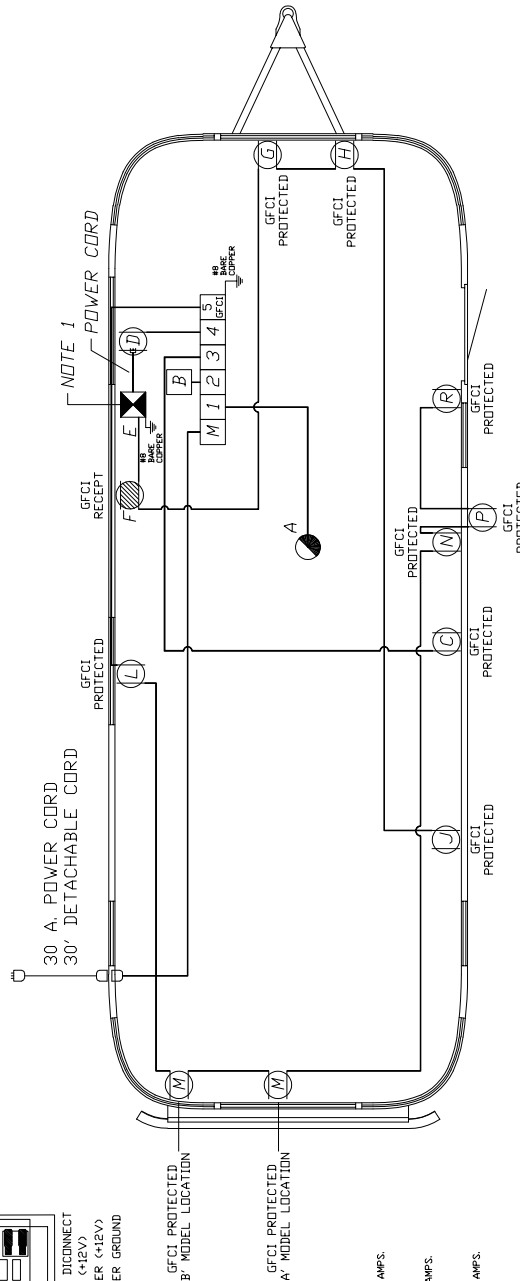 NOTE 1
POWER CORD
G
H
GFCI
PROTECTED
GFCI
PROTECTED
#8
BARE
COPPER
D
M 1 2 3 4 5
GFCI
B
E
#8
BARE
COPPER
F
GFCI
RECEPT
A
R
GFCI
PROTECTED
P
GFCI
PROTECTED
N
GFCI
PROTECTED
C
GFCI
PROTECTED
L
GFCI
PROTECTED
J
GFCI
PROTECTED
30 A. POWER CORD
30' DETACHABLE CORD
M
M
GFCI PROTECTED
B' MODEL LOCATION
GFCI PROTECTED
A' MODEL LOCATION
DICONNECT
(+12V)
ER (+12V)
ER GROUND
AMPS.
AMPS.
AMPS.